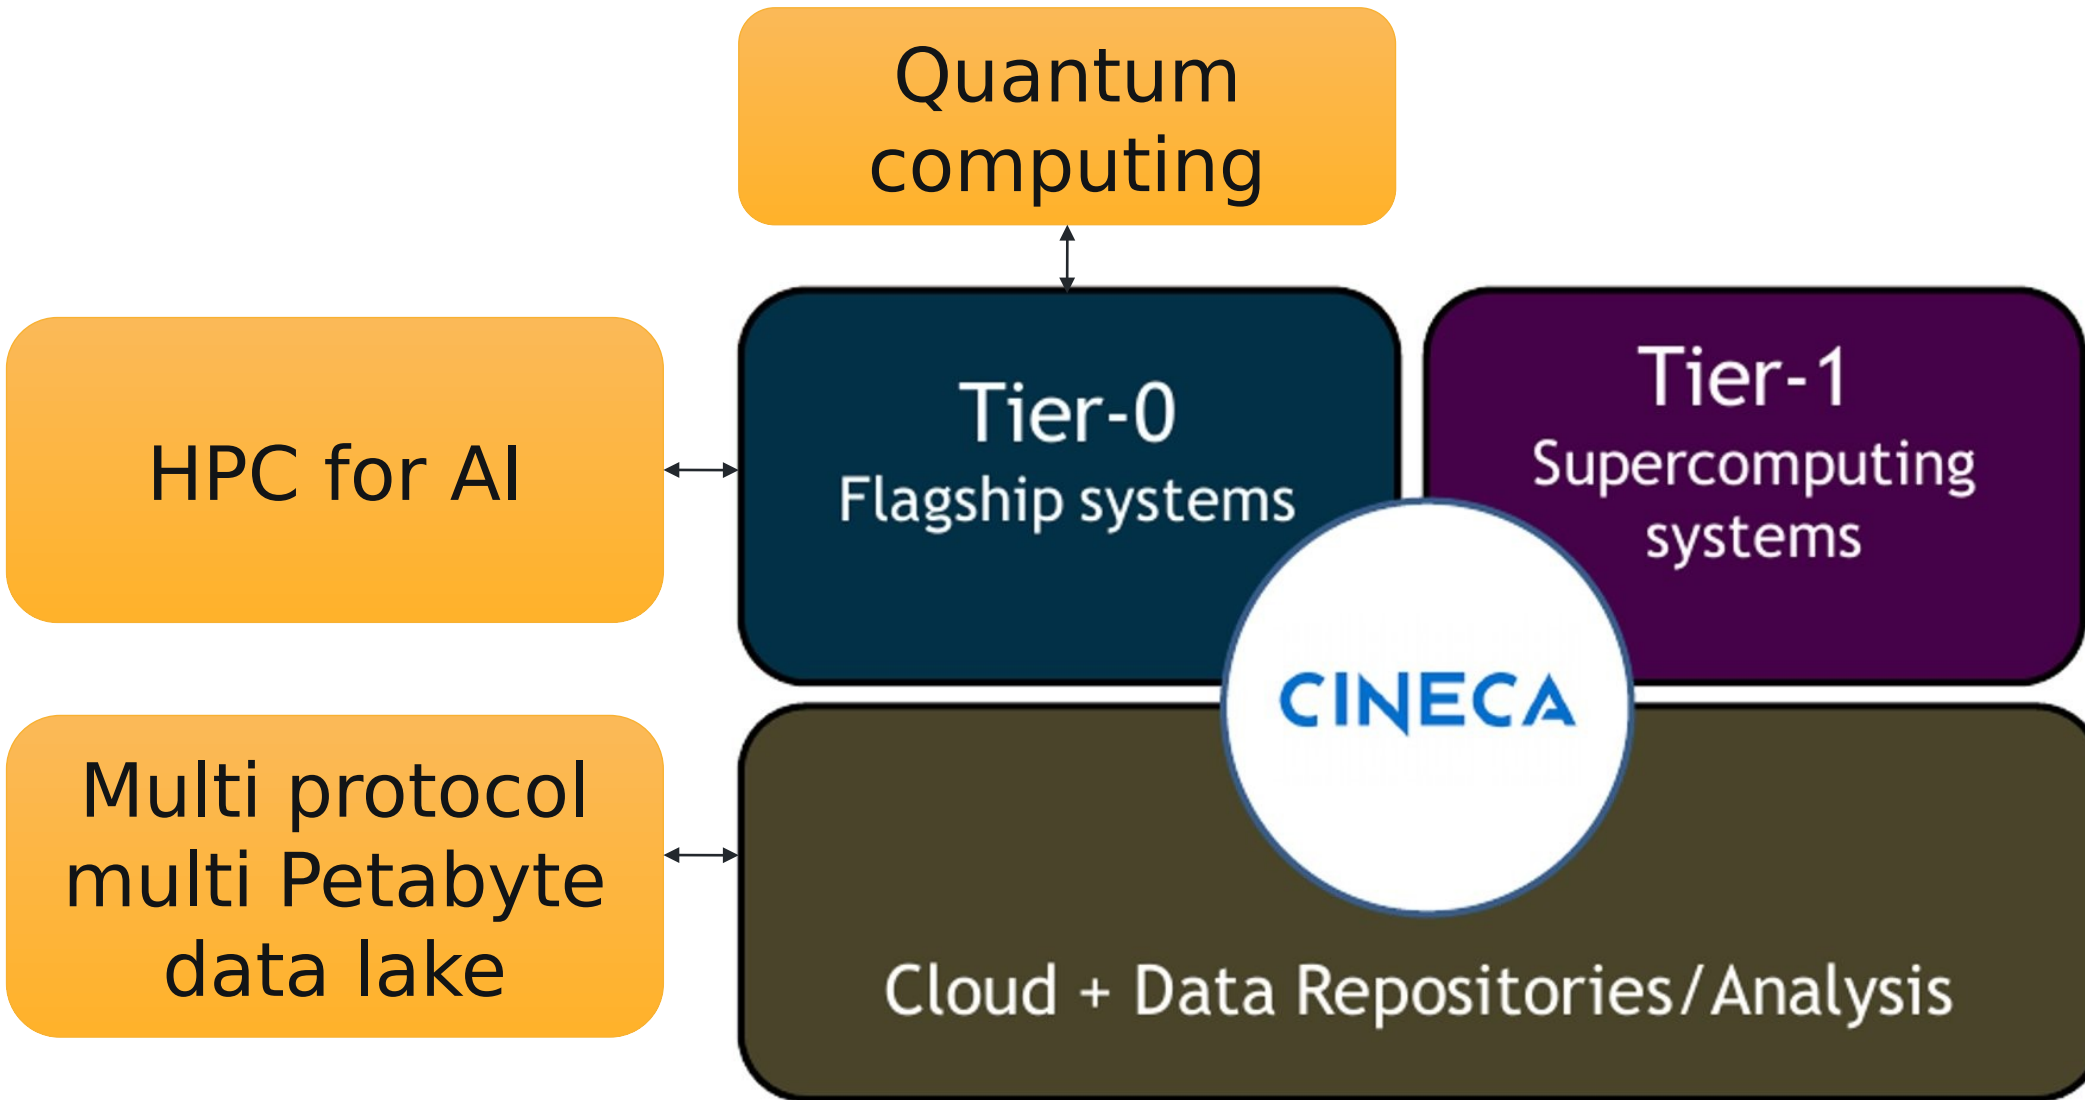 Quantum
computing
HPC for AI
Tier-0
Flagship systems
Tier-1
Supercomputing
systems
CINECA
Multi protocol
multi Petabyte
data lake
Cloud + Data Repositories/Analysis